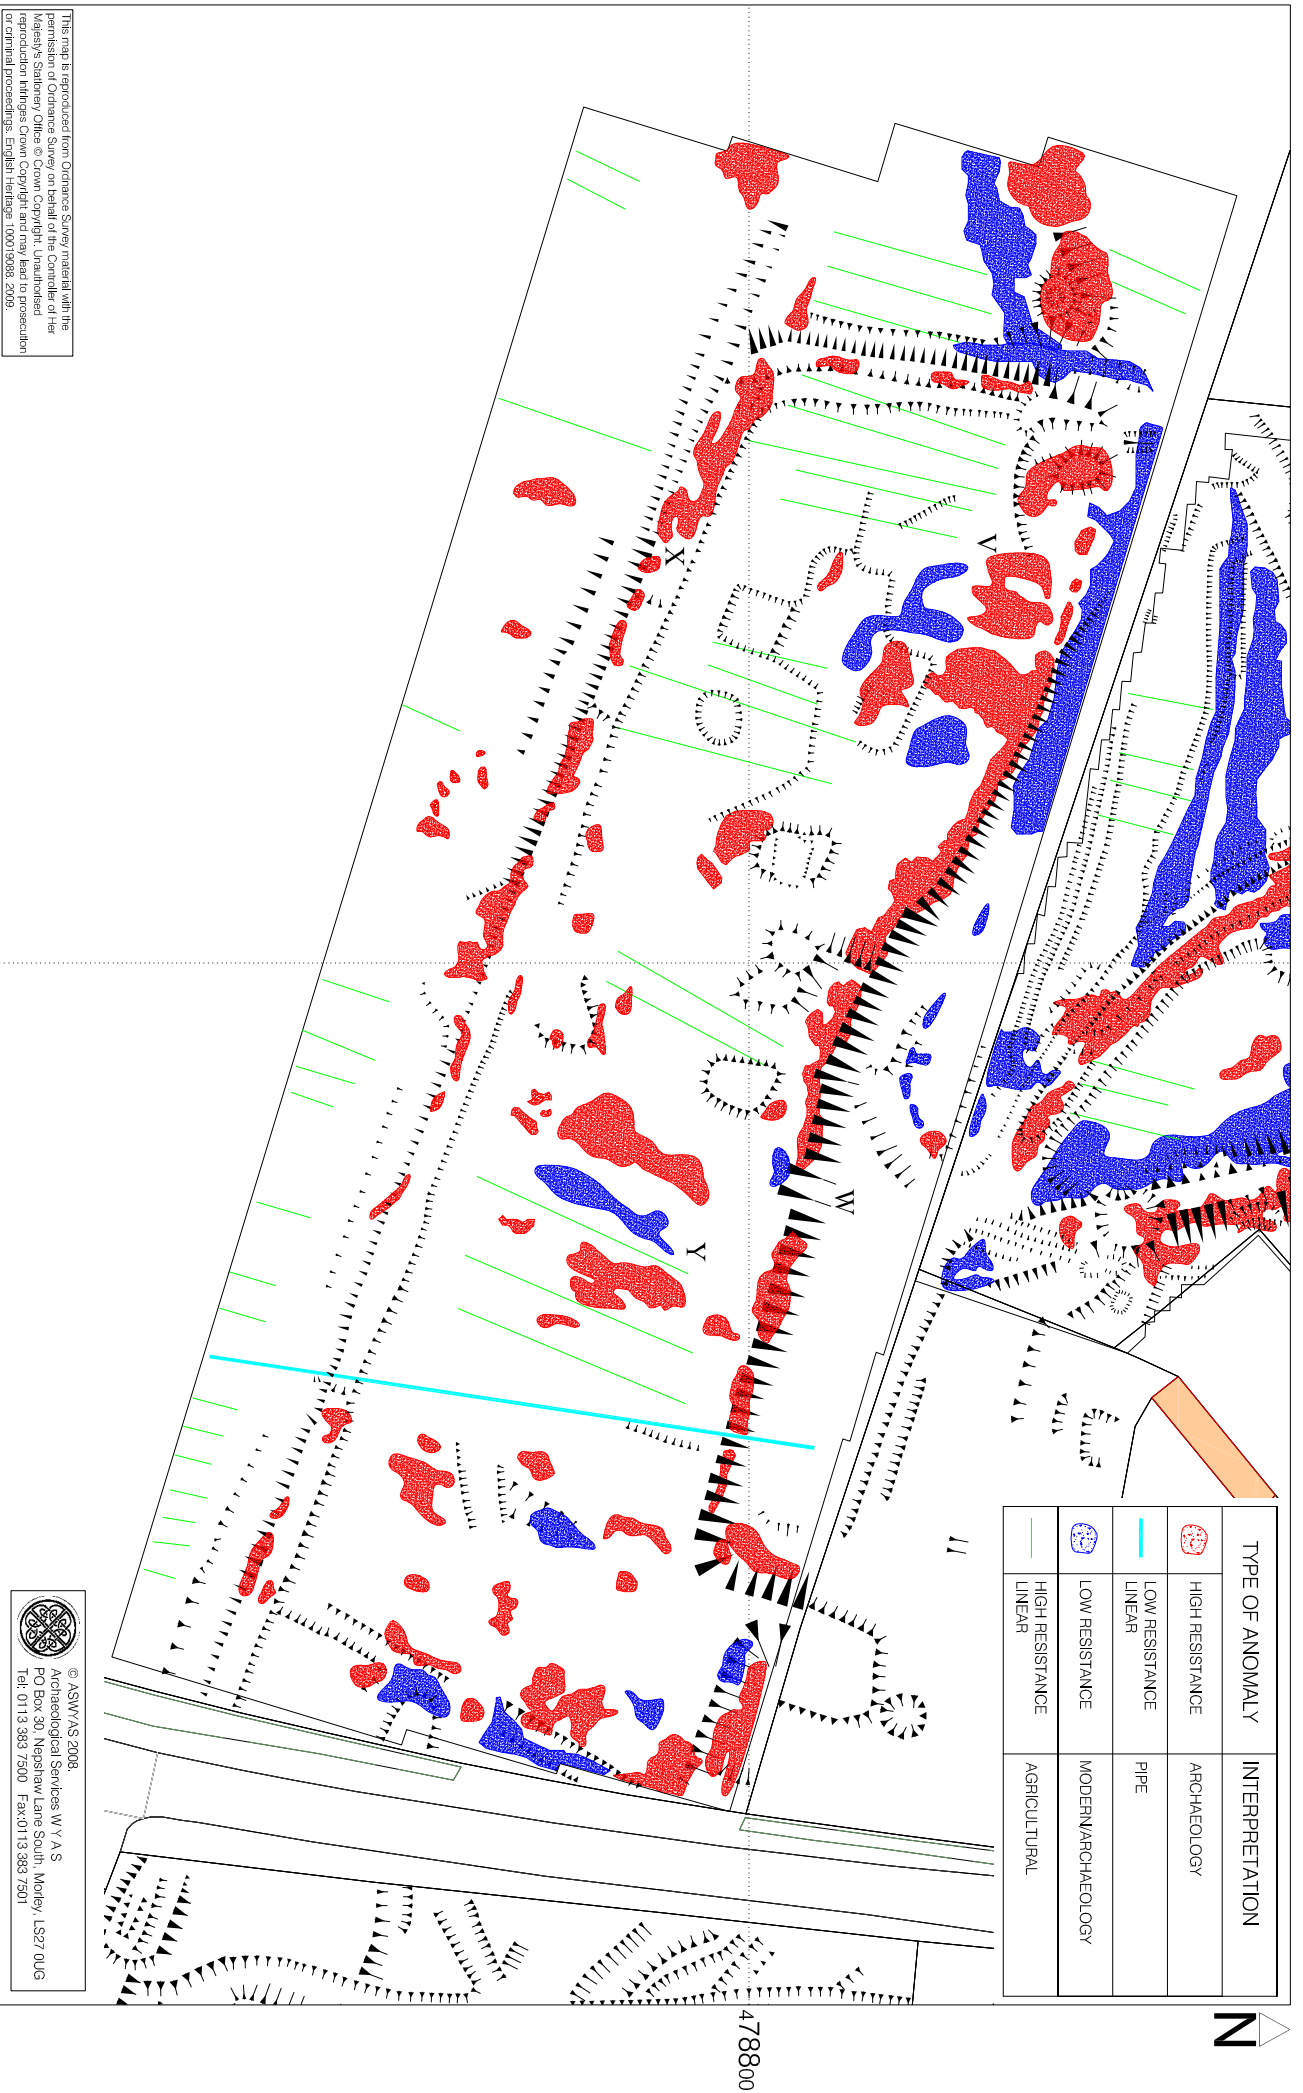 This map is reproduced from Ordnance Survey material with the
permission of Ordnance Survey on behalf of the Controller of Her
Majesty's Stationery Office © Crown Copyright. Unauthorised
reproduction infringes Crown Copyright and may lead to prosecution
or criminal proceedings. English Heritage 100019088. 2009.
V
X
W
Y
TYPE OF ANOMALY INTERPRETATION
HIGH RESISTANCE ARCHAEOLOGY
LOW RESISTANCE
LINEAR
PIPE
LOW RESISTANCE MODERN/ARCHAEOLOGY
HIGH RESISTANCE
LINEAR
AGRICULTURAL
© ASWYAS 2008.
Archaeological Services W Y A S
PO Box 30, Nepshaw Lane South, Morley, LS27 0UG
Tel: 0113 383 7500 Fax:0113 383 7501
N
478800